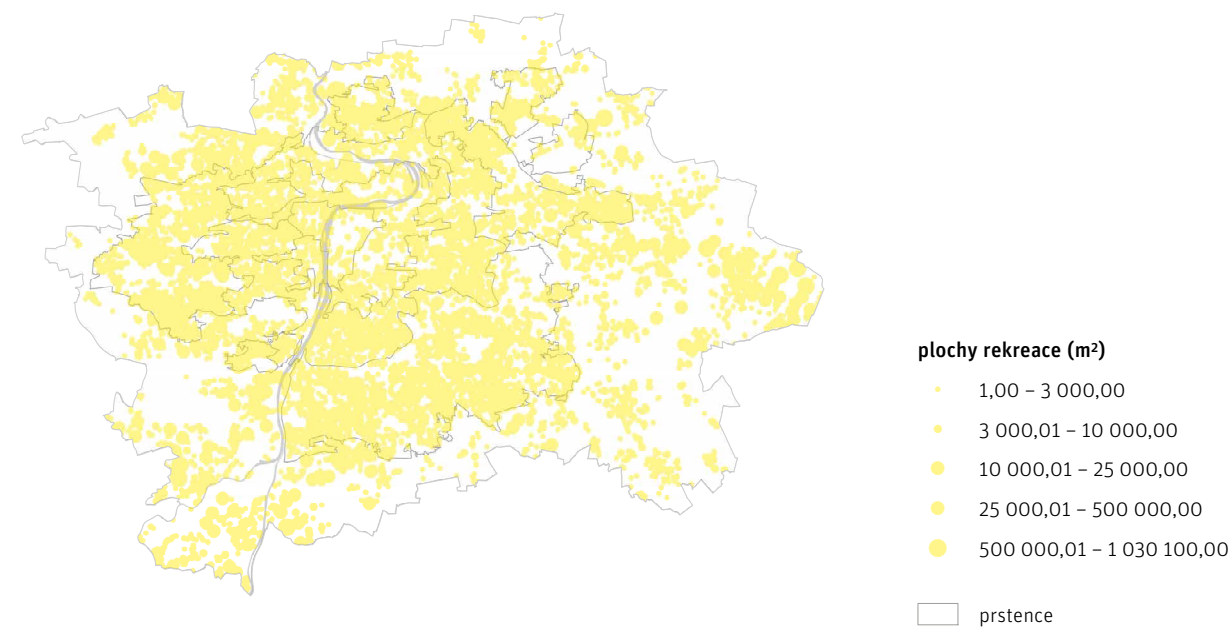 plochy rekreace (m²)
1,00 – 3 000,00
3 000,01 – 10 000,00
10 000,01 – 25 000,00
25 000,01 – 500 000,00
500 000,01 – 1 030 100,00
prstence